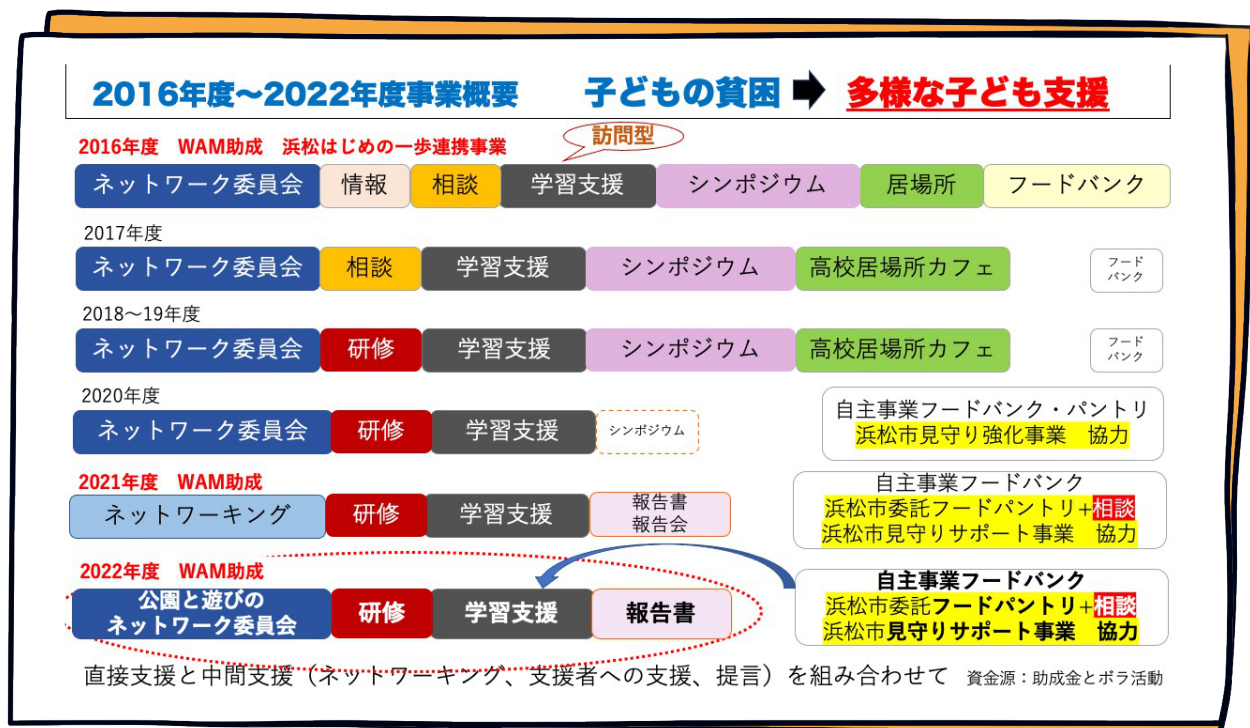 2016年度～2022年度事業概要 子どもの貧困 ➡ 多様な子ども支援
2016年度 WAM助成 浜松はじめの一歩連携事業
訪問型
ネットワーク委員会 情報 相談 学習支援 シンポジウム 居場所 フードバンク
2017年度
ネットワーク委員会 相談 学習支援 シンポジウム 高校居場所カフェ
フード
バンク
2018～19年度
ネットワーク委員会 研修 学習支援 シンポジウム 高校居場所カフェ
フード
バンク
2020年度
ネットワーク委員会 研修 学習支援 シンポジウム
自主事業フードバンク・パントリ
浜松市見守り強化事業 協力
2021年度 WAM助成
ネットワーキング 研修 学習支援
報告書
報告会
自主事業フードバンク
浜松市委託フードパントリ+相談
浜松市見守りサポート事業 協力
2022年度 WAM助成
公園と遊びの
ネットワーク委員会
研修 学習支援 報告書
自主事業フードバンク
浜松市委託フードパントリ+相談
浜松市見守りサポート事業 協力
直接支援と中間支援（ネットワーキング、支援者への支援、提言）を組み合わせて 資金源：助成金とボラ活動